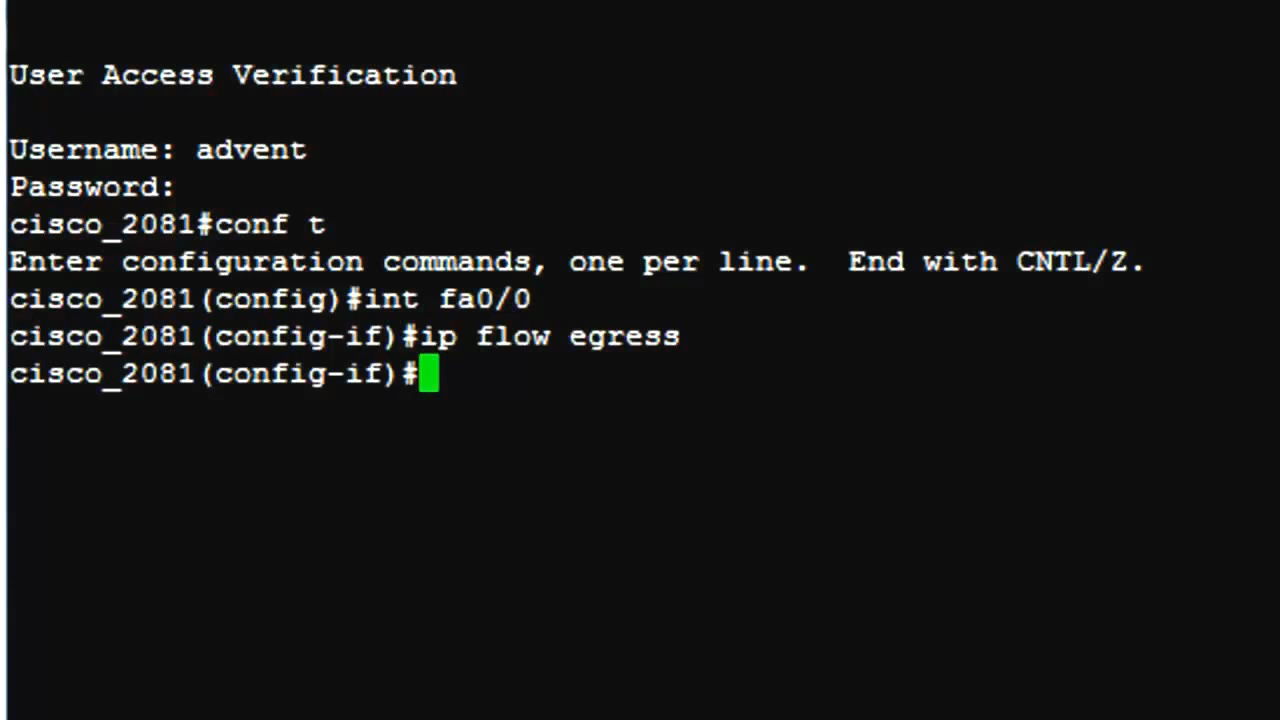 User Access Verification
Username: advent
Password:
cisco_2081#conf t
Enter configuration commands, one per line.  End with CNTL/Z.
cisco_2081(config)#int fa0/0
cisco_2081(config-if)#ip flow egress
cisco_2081(config-if)#